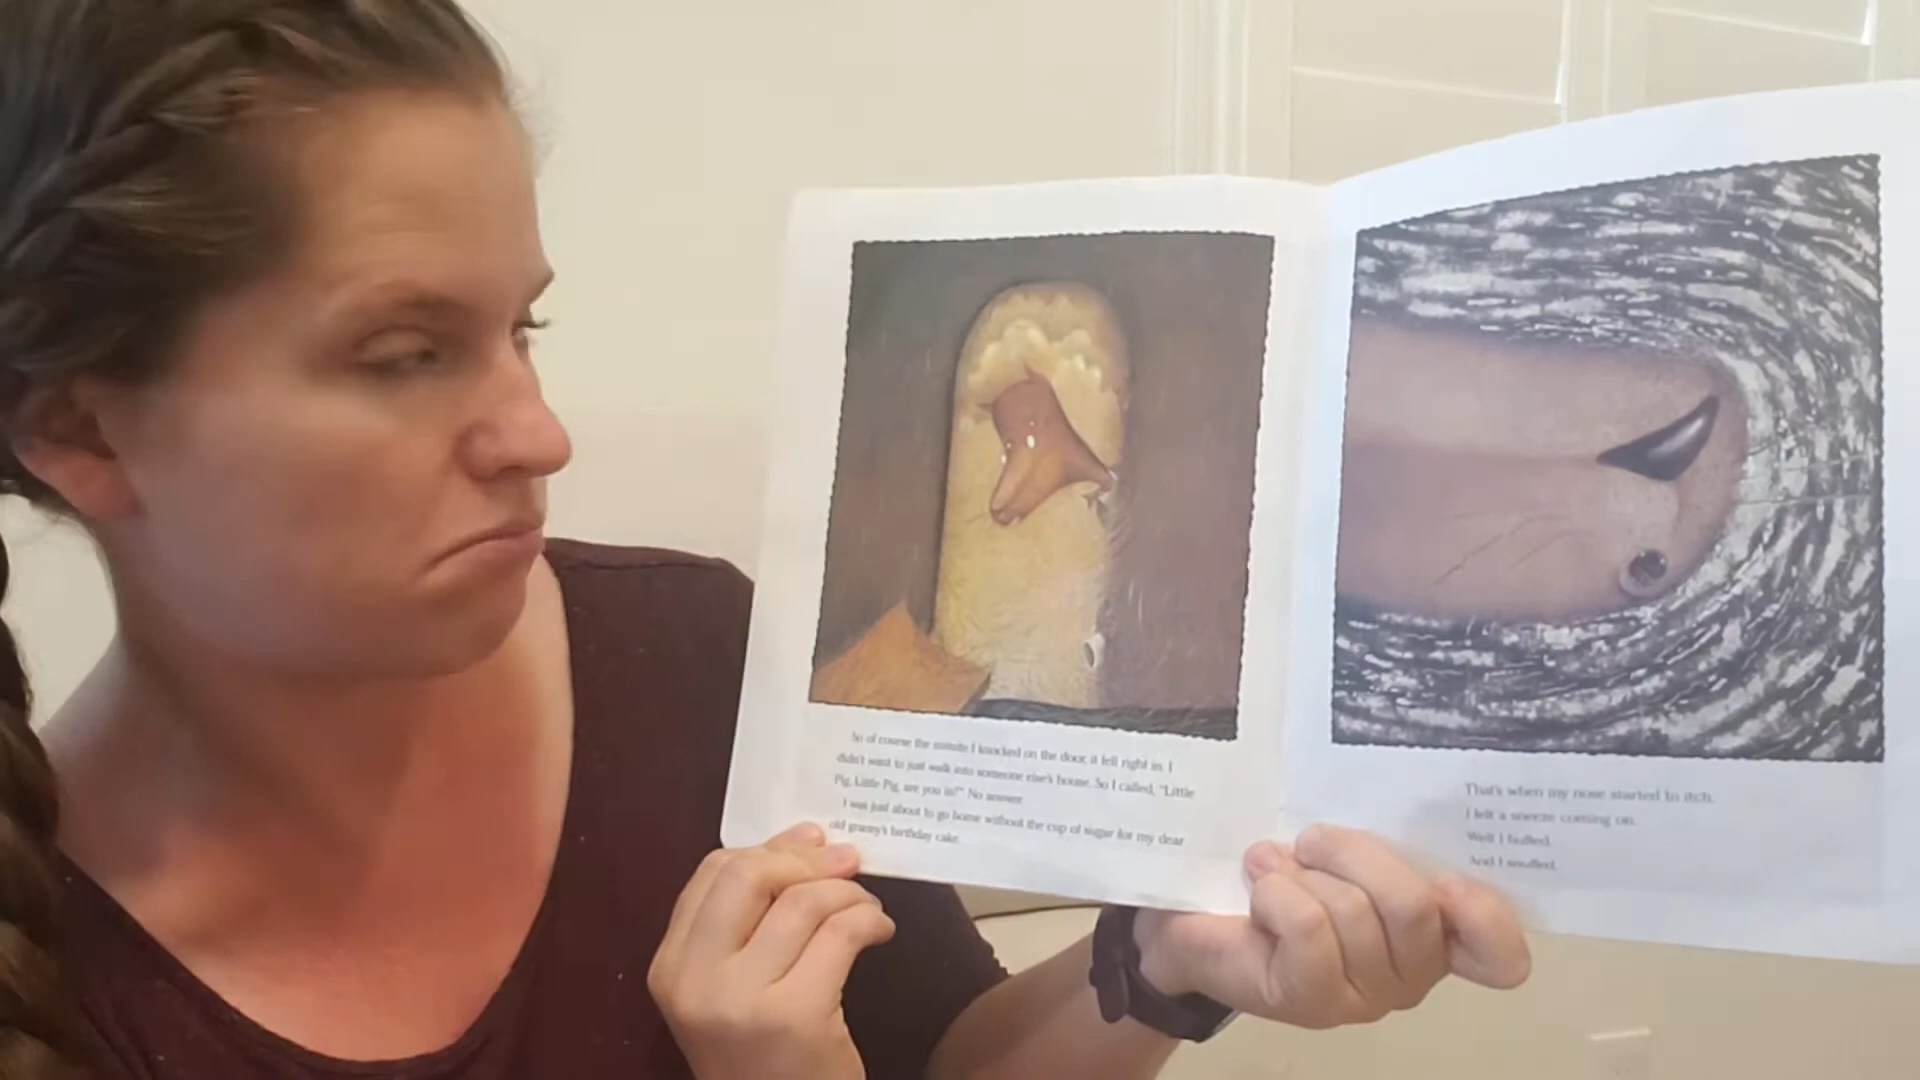 So of course the minute I knocked on the door, it fell right in. I
didn't want to just walk into someone else's house. So I called, "Little
Pig, Little Pig, are you in?" No answer.
I was just about to go home without the cup of sugar for my dear
old granny's birthday cake.
That's when my nose started to itch.
I felt a sneeze coming on.
Well I huffed.
And I snuffed.